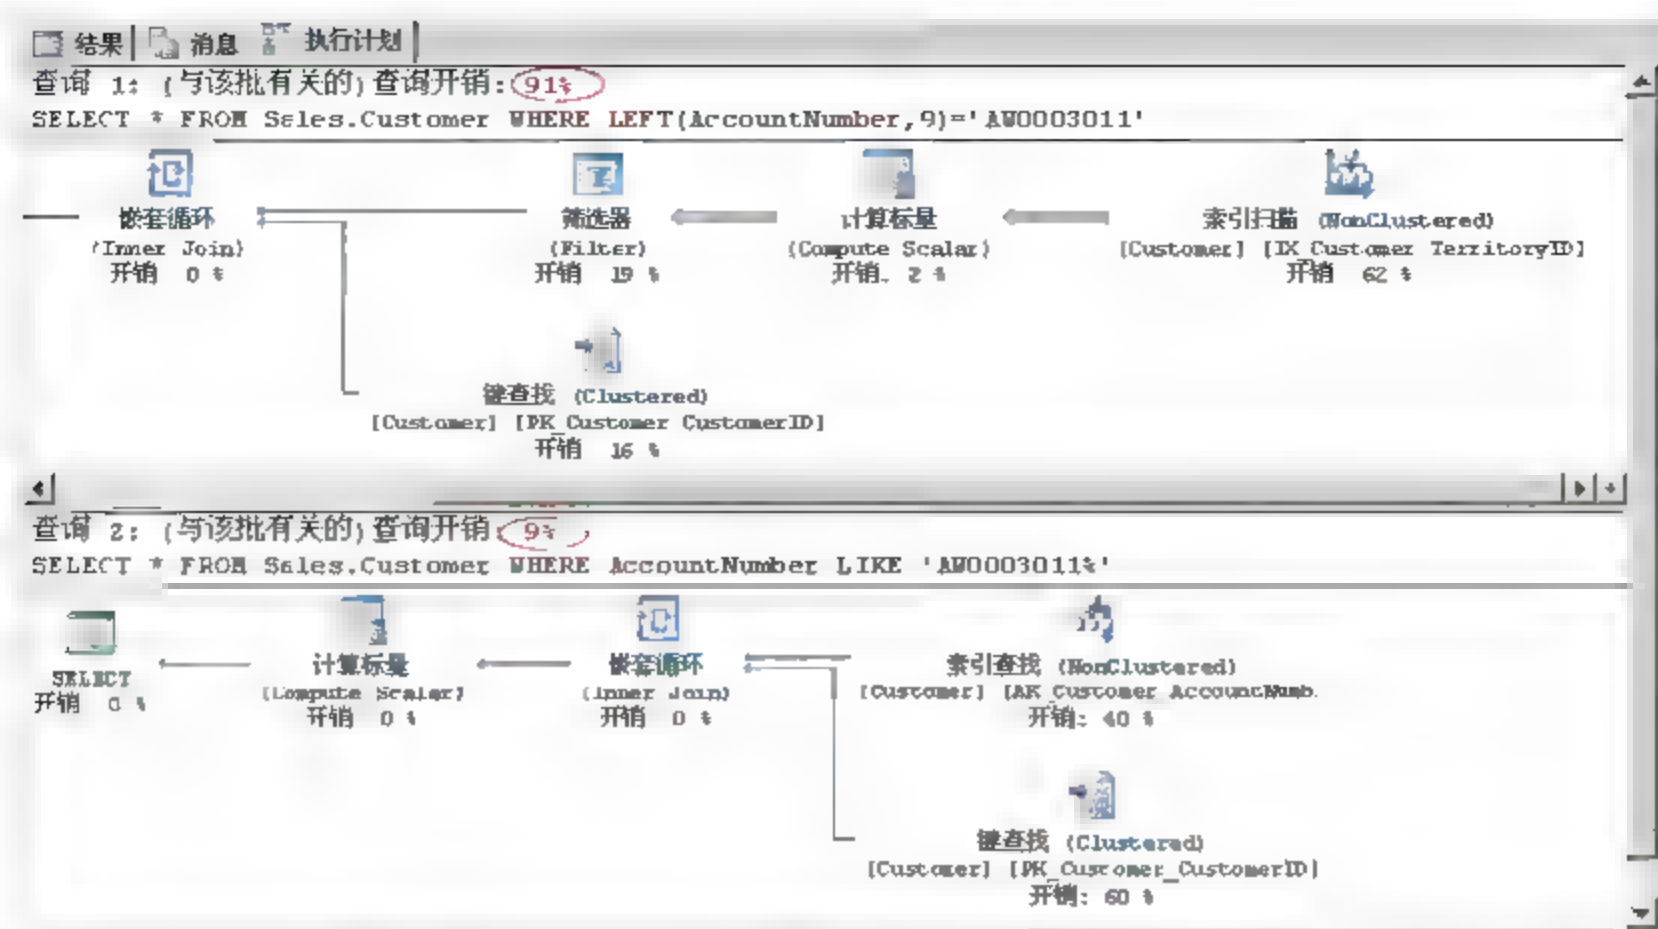 结果 消息 执行计划
查询 1: (与该批有关的)查询开销:91%
SELECT * FROM Sales.Customer WHERE LEFT(AccountNumber,9)='AW0003011'
嵌套循环 筛选器 计算标量 索引扫描 (NonClustered)
(Inner Join) (Filter) (Compute Scalar) [Customer] [IX_Customer_TerritoryID]
开销 0 % 开销 19 % 开销. 2 % 开销 62 %
键查找 (Clustered)
[Customer] [PK_Customer_CustomerID]
开销 16 %
查询 2: (与该批有关的)查询开销 9%
SELECT * FROM Sales.Customer WHERE AccountNumber LIKE 'AW0003011%'
SELECT 计算标量 嵌套循环 索引查找 (NonClustered)
开销 0 % (Compute Scalar) (Inner Join) [Customer] [AK_Customer_AccountNumb.
开销 0 % 开销 0 % 开销: 40 %
键查找 (Clustered)
[Customer] [PK_Customer_CustomerID]
开销: 60 %